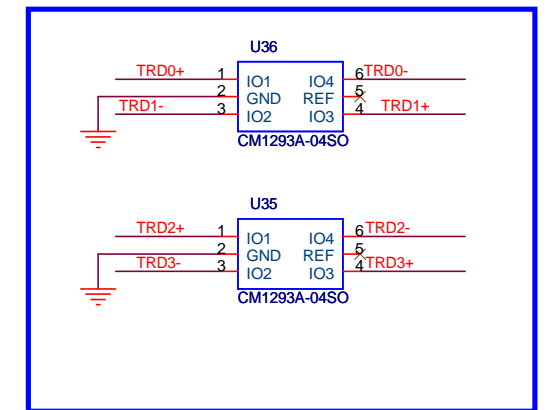 U36
TRD0+ 1 IO1 IO4 6 TRD0-
2 GND REF 5
TRD1- 3 IO2 IO3 4 TRD1+
CM1293A-04SO
U35
TRD2+ 1 IO1 IO4 6 TRD2-
2 GND REF 5
TRD3- 3 IO2 IO3 4 TRD3+
CM1293A-04SO